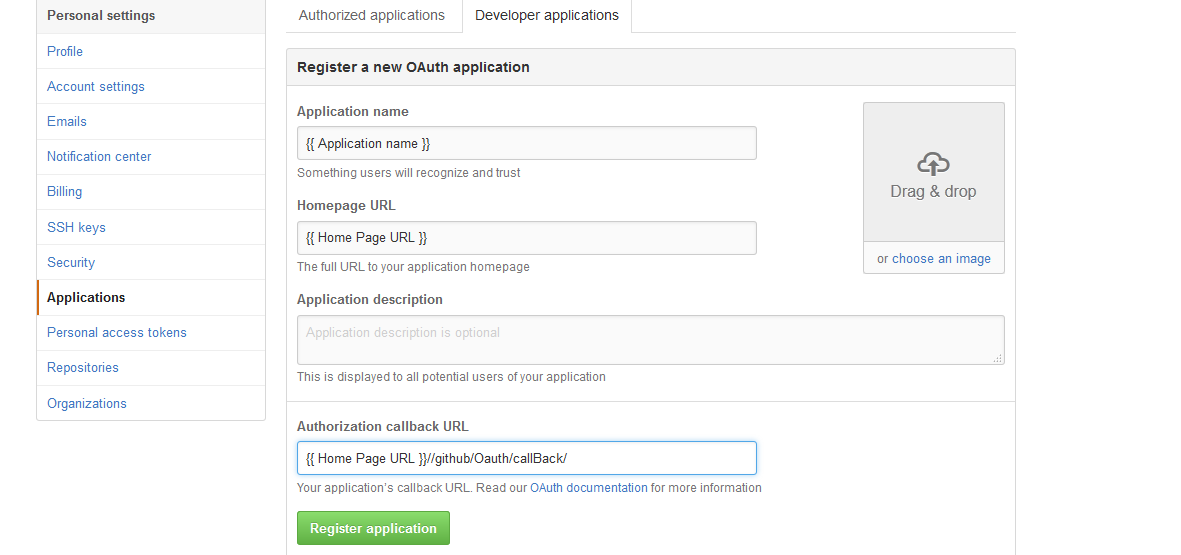 Personal settings
Profile
Account settings
Emails
Notification center
Billing
SSH keys
Security
Applications
Personal access tokens
Repositories
Organizations
Authorized applications
Developer applications
Register a new OAuth application
Application name
{{ Application name }}
Something users will recognize and trust
Homepage URL
{{ Home Page URL }}
The full URL to your application homepage
Drag & drop
or choose an image
Application description
Application description is optional
This is displayed to all potential users of your application
Authorization callback URL
{{ Home Page URL }}//github/Oauth/callBack/
Your application's callback URL. Read our OAuth documentation for more information
Register application